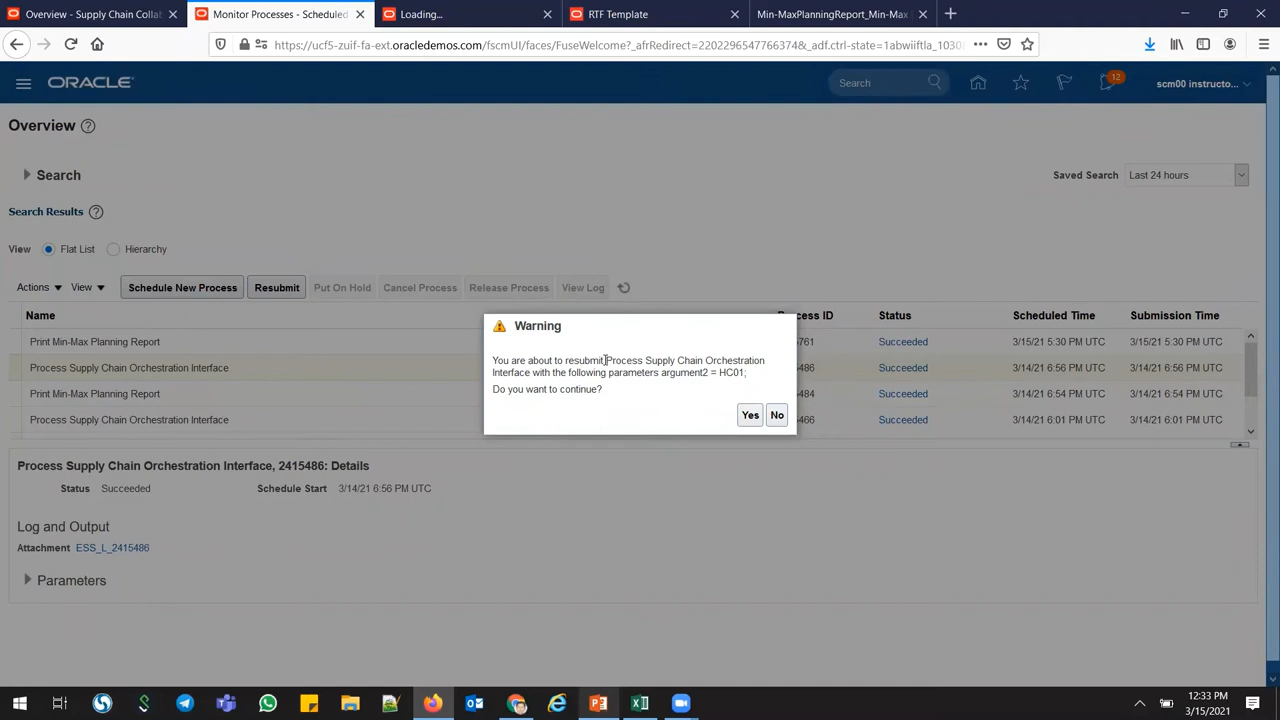 Overview - Supply Chain Collab
Monitor Processes - Scheduled
Loading...
RTF Template
Min-MaxPlanningReport_Min-Max
https://ucf5-zuif-fa-ext.oracledemos.com/fscmUI/faces/FuseWelcome?_afrRedirect=22022965477766374&_adf.ctrl-state=1abwiiftla_1030
ORACLE
Search
12
scm00 instructo...
Overview
Search
Saved Search Last 24 hours
Search Results
View Flat List Hierarchy
Actions View Schedule New Process Resubmit Put On Hold Cancel Process Release Process View Log
Name Process ID Status Scheduled Time Submission Time
Print Min-Max Planning Report 761 Succeeded 3/15/21 5:30 PM UTC 3/15/21 5:30 PM UTC
Process Supply Chain Orchestration Interface 486 Succeeded 3/14/21 6:56 PM UTC 3/14/21 6:56 PM UTC
Print Min-Max Planning Report 484 Succeeded 3/14/21 6:54 PM UTC 3/14/21 6:54 PM UTC
Process Supply Chain Orchestration Interface 466 Succeeded 3/14/21 6:01 PM UTC 3/14/21 6:01 PM UTC
Warning
You are about to resubmit Process Supply Chain Orchestration
Interface with the following parameters argument2 = HC01;
Do you want to continue?
Yes No
Process Supply Chain Orchestration Interface, 2415486: Details
Status Succeeded Schedule Start 3/14/21 6:56 PM UTC
Log and Output
Attachment ESS_L_2415486
Parameters
12:33 PM
3/15/2021